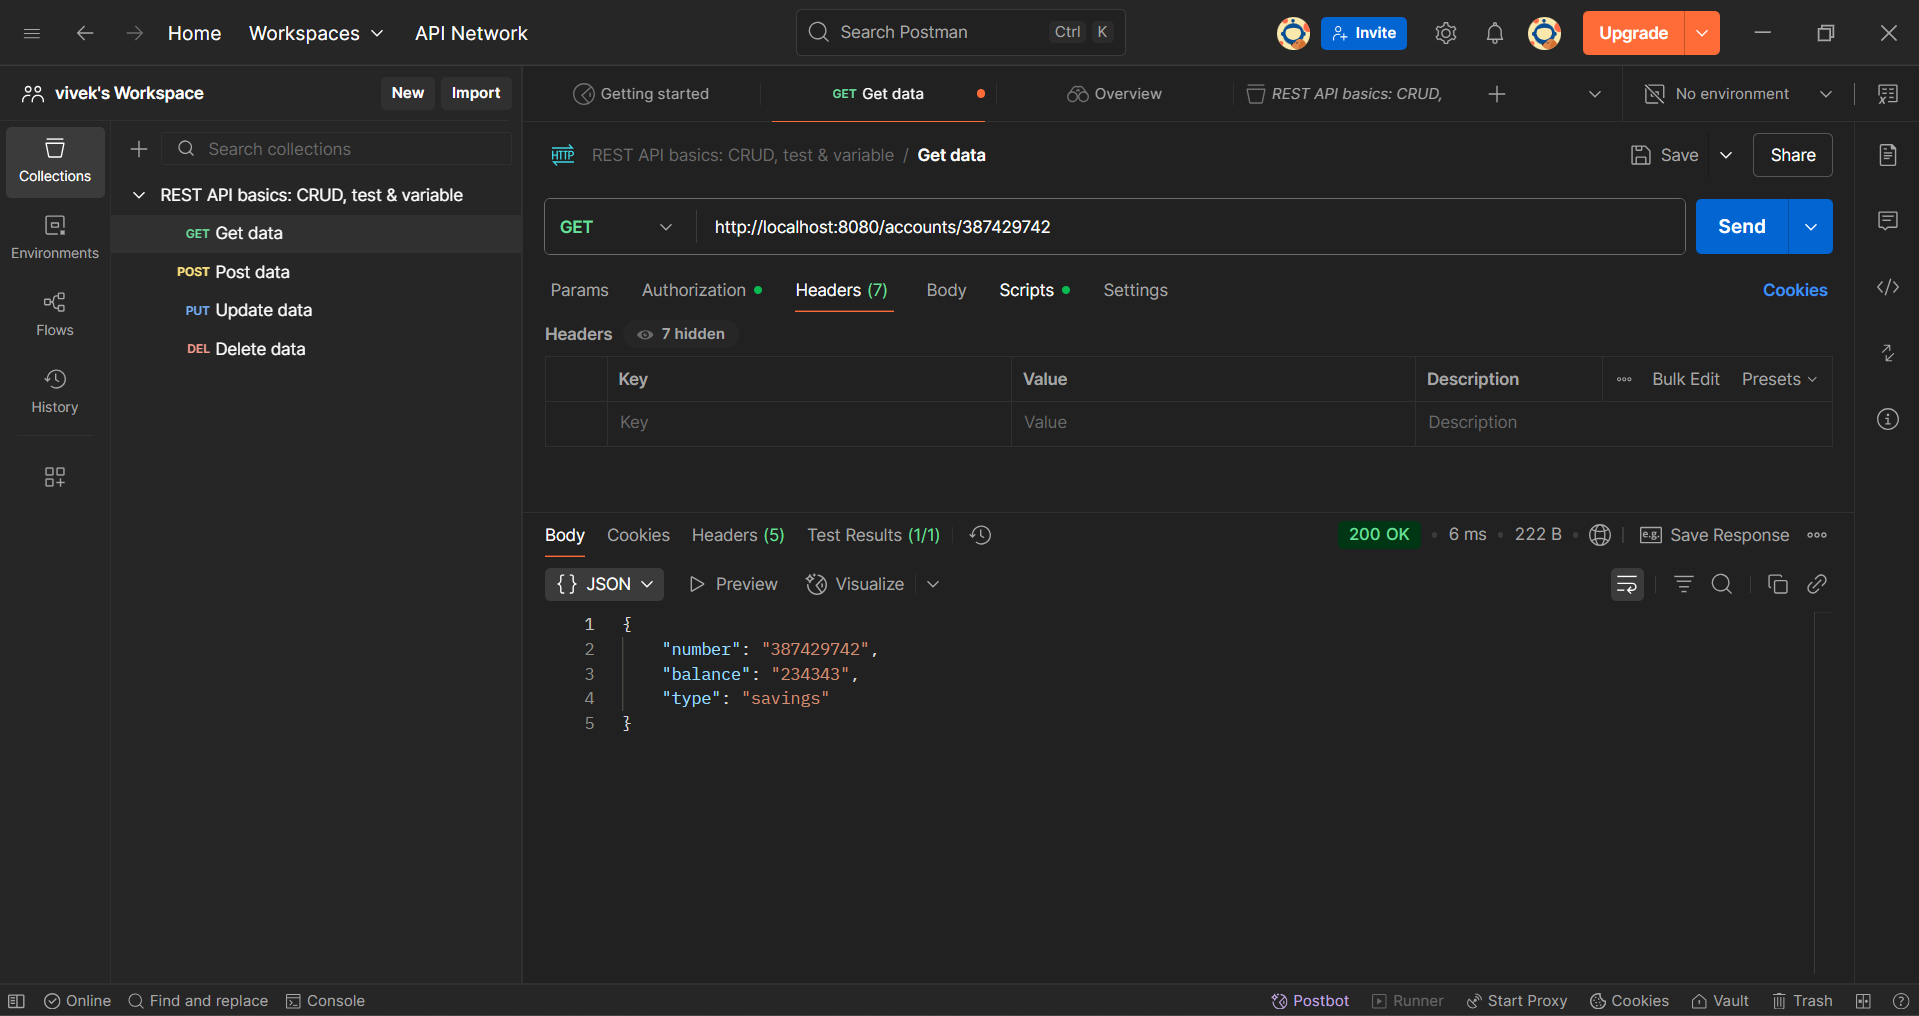 Home Workspaces API Network Search Postman Ctrl K Invite Upgrade
vivek's Workspace New Import
Getting started GET Get data Overview REST API basics: CRUD, No environment
Collections
Environments
Flows
History
Search collections
REST API basics: CRUD, test & variable
GET Get data
POST Post data
PUT Update data
DEL Delete data
HTTP REST API basics: CRUD, test & variable / Get data Save Share
GET http://localhost:8080/accounts/387429742 Send
Params Authorization Headers (7) Body Scripts Settings Cookies
Headers 7 hidden
Key Value Description Bulk Edit Presets
Key Value Description
Body Cookies Headers (5) Test Results (1/1) 200 OK • 6 ms • 222 B • e.g. Save Response
{} JSON Preview Visualize
1 {
2 "number": "387429742",
3 "balance": "234343",
4 "type": "savings"
5 }
Online Find and replace Console Postbot Runner Start Proxy Cookies Vault Trash